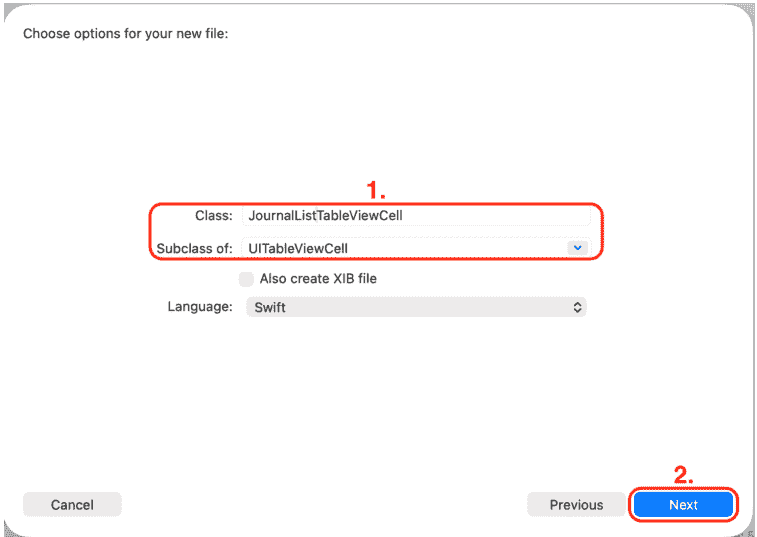 Choose options for your new file:
1.
Class: JournalListTableViewCell
Subclass of: UITableViewCell
Also create XIB file
Language: Swift
2.
Cancel Previous Next